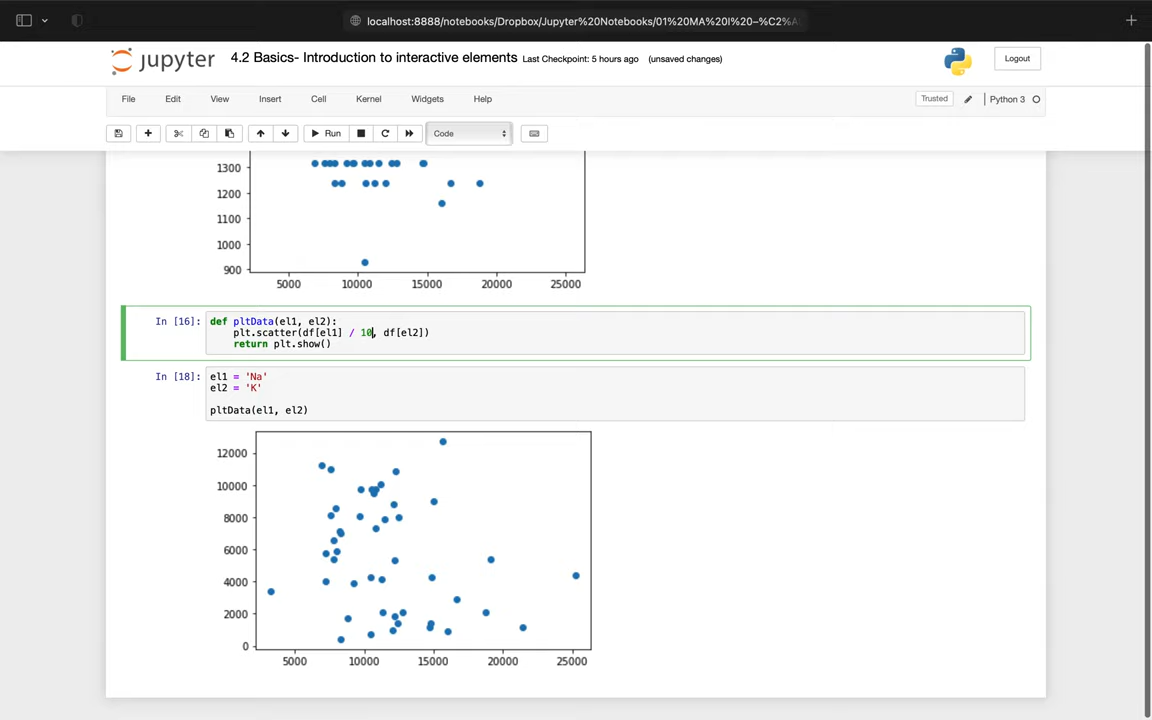 localhost:8888/notebooks/Dropbox/Jupyter%20Notebooks/01%20MA%20I%20–%C2%A
jupyter 4.2 Basics- Introduction to interactive elements Last Checkpoint: 5 hours ago (unsaved changes) Logout
File Edit View Insert Cell Kernel Widgets Help Trusted Python 3
Run Code
1300
1200
1100
1000
900
5000 10000 15000 20000 25000
In [16]: def pltData(el1, el2):
plt.scatter(df[el1] / 10, df[el2])
return plt.show()
In [18]: el1 = 'Na'
el2 = 'K'
pltData(el1, el2)
12000
10000
8000
6000
4000
2000
0
5000 10000 15000 20000 25000